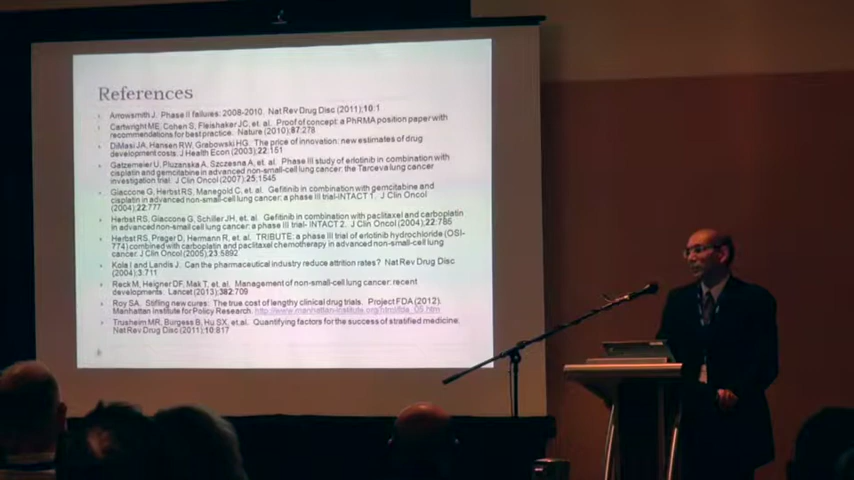 References
Arrowsmith J. Phase II failures: 2008-2010. Nat Rev Drug Disc (2011);10:1
Cartwright ME, Cohen S, Fleishaker JC, et. al. Proof of concept: a PhRMA position paper with
recommendations for best practice. Nature (2010);87:278
DiMasi JA, Hansen RW, Grabowski HG. The price of innovation: new estimates of drug
development costs. J Health Econ (2003);22:151
Gatzemeier U, Pluzanska A, Szczesna A, et. al. Phase III study of erlotinib in combination with
cisplatin and gemcitabine in advanced non-small-cell lung cancer: the Tarceva lung cancer
investigation trial. J Clin Oncol (2007);25:1545
Giaccone G, Herbst RS, Manegold C, et. al. Gefitinib in combination with gemcitabine and
cisplatin in advanced non-small-cell lung cancer: a phase III trial-INTACT 1. J Clin Oncol
(2004);22:777
Herbst RS, Giaccone G, Schiller JH, et. al. Gefitinib in combination with paclitaxel and carboplatin
in advanced non-small-cell lung cancer: a phase III trial- INTACT 2. J Clin Oncol (2004);22:785
Herbst RS, Prager D, Hermann R, et. al. TRIBUTE: a phase III trial of erlotinib hydrochloride (OSI-
774) combined with carboplatin and paclitaxel chemotherapy in advanced non-small-cell lung
cancer. J Clin Oncol (2005);23:5892
Kola I and Landis J. Can the pharmaceutical industry reduce attrition rates? Nat Rev Drug Disc
(2004);3:711
Reck M, Heigner DF, Mok T, et. al. Management of non-small-cell lung cancer: recent
developments. Lancet (2013);382:709
Roy SA. Stifling new cures: The true cost of lengthy clinical drug trials. Project FDA (2012).
Manhattan Institute for Policy Research. http://www.manhattan-institute.org/html/fda_05.htm
Trusheim MR, Burgess B, Hu SX, et.al. Quantifying factors for the success of stratified medicine.
Nat Rev Drug Disc (2011);10:817